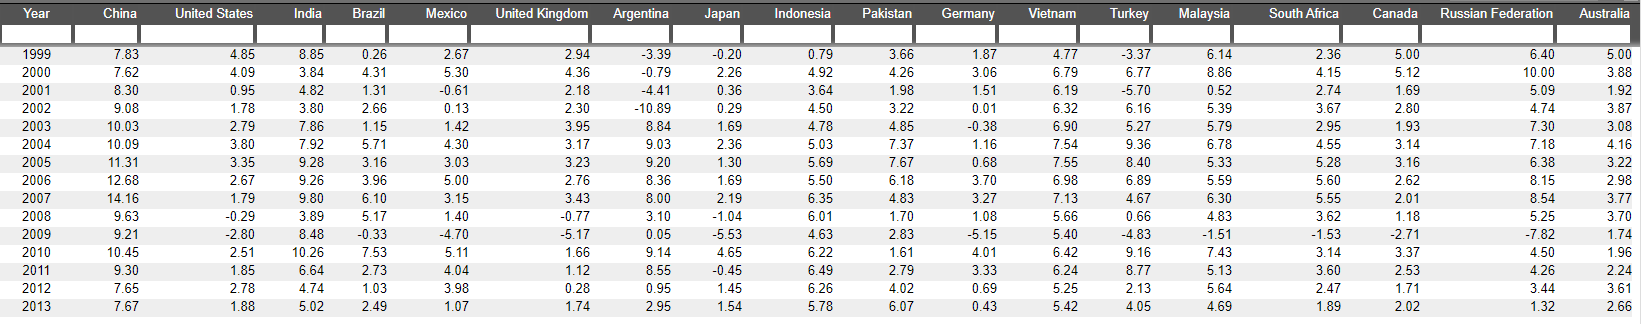 Year China United States India Brazil Mexico United Kingdom Argentina Japan Indonesia Pakistan Germany Vietnam Turkey Malaysia South Africa Canada Russian Federation Australia
1999 7.83 4.85 8.85 0.26 2.67 2.94 -3.39 -0.20 0.79 3.66 1.87 4.77 -3.37 6.14 2.36 5.00 6.40 5.00
2000 7.62 4.09 3.84 4.31 5.30 4.36 -0.79 2.26 4.92 4.26 3.06 6.79 6.77 8.86 4.15 5.12 10.00 3.88
2001 8.30 0.95 4.82 1.31 -0.61 2.18 -4.41 0.36 3.64 1.98 1.51 6.19 -5.70 0.52 2.74 1.69 5.09 1.92
2002 9.08 1.78 3.80 2.66 0.13 2.30 -10.89 0.29 4.50 3.22 0.01 6.32 6.16 5.39 3.67 2.80 4.74 3.87
2003 10.03 2.79 7.86 1.15 1.42 3.95 8.84 1.69 4.78 4.85 -0.38 6.90 5.27 5.79 2.95 1.93 7.30 3.08
2004 10.09 3.80 7.92 5.71 4.30 3.17 9.03 2.36 5.03 7.37 1.16 7.54 9.36 6.78 4.55 3.14 7.18 4.16
2005 11.31 3.35 9.28 3.16 3.03 3.23 9.20 1.30 5.69 7.67 0.68 7.55 8.40 5.33 5.28 3.16 6.38 3.22
2006 12.68 2.67 9.26 3.96 5.00 2.76 8.36 1.69 5.50 6.18 3.70 6.98 6.89 5.59 5.60 2.62 8.15 2.98
2007 14.16 1.79 9.80 6.10 3.15 3.43 8.00 2.19 6.35 4.83 3.27 7.13 4.67 6.30 5.55 2.01 8.54 3.77
2008 9.63 -0.29 3.89 5.17 1.40 -0.77 3.10 -1.04 6.01 1.70 1.08 5.66 0.66 4.83 3.62 1.18 5.25 3.70
2009 9.21 -2.80 8.48 -0.33 -4.70 -5.17 0.05 -5.53 4.63 2.83 -5.15 5.40 -4.83 -1.51 -1.53 -2.71 -7.82 1.74
2010 10.45 2.51 10.26 7.53 5.11 1.66 9.14 4.65 6.22 1.61 4.01 6.42 9.16 7.43 3.14 3.37 4.50 1.96
2011 9.30 1.85 6.64 2.73 4.04 1.12 8.55 -0.45 6.49 2.79 3.33 6.24 8.77 5.13 3.60 2.53 4.26 2.24
2012 7.65 2.78 4.74 1.03 3.98 0.28 0.95 1.45 6.26 4.02 0.69 5.25 2.13 5.64 2.47 1.71 3.44 3.61
2013 7.67 1.88 5.02 2.49 1.07 1.74 2.95 1.54 5.78 6.07 0.43 5.42 4.05 4.69 1.89 2.02 1.32 2.66